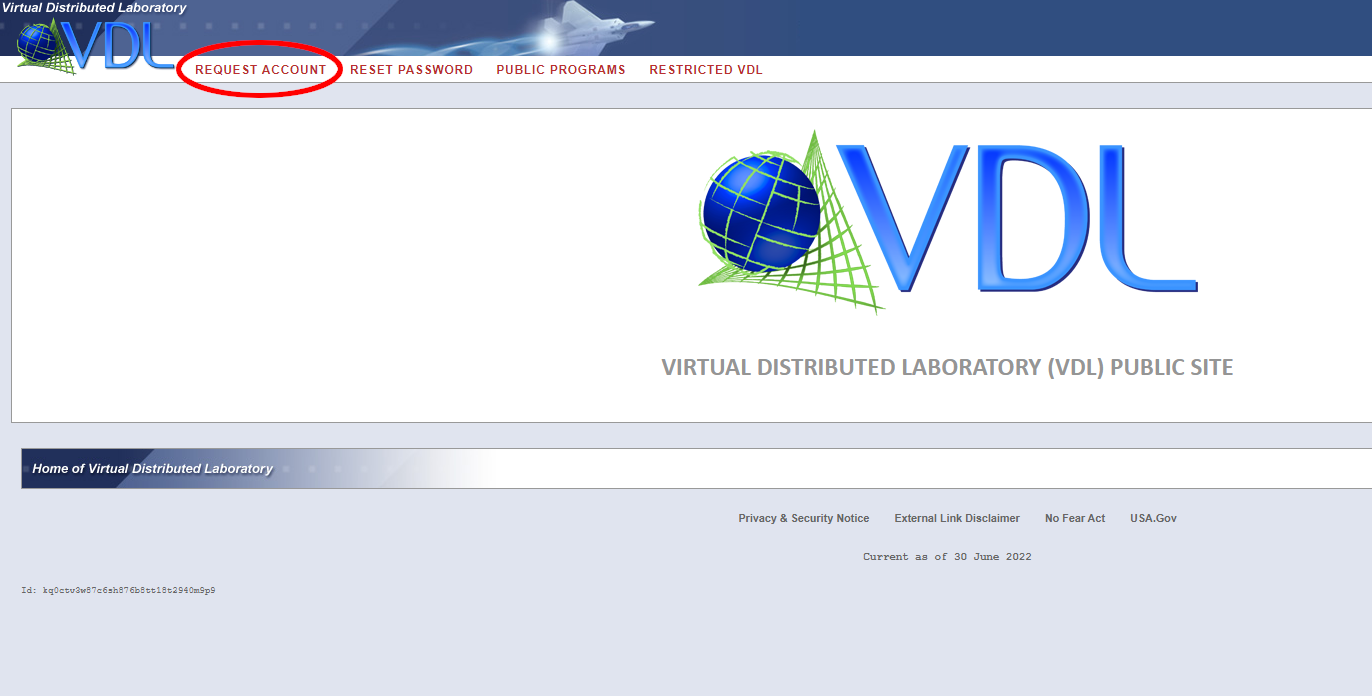 Virtual Distributed Laboratory
VDL
REQUEST ACCOUNT RESET PASSWORD PUBLIC PROGRAMS RESTRICTED VDL
VDL
VIRTUAL DISTRIBUTED LABORATORY (VDL) PUBLIC SITE
Home of Virtual Distributed Laboratory
Privacy & Security Notice External Link Disclaimer No Fear Act USA.Gov
Current as of 30 June 2022
Id: kq0ctv3w87c6sh876b8tt18t2940m9p9